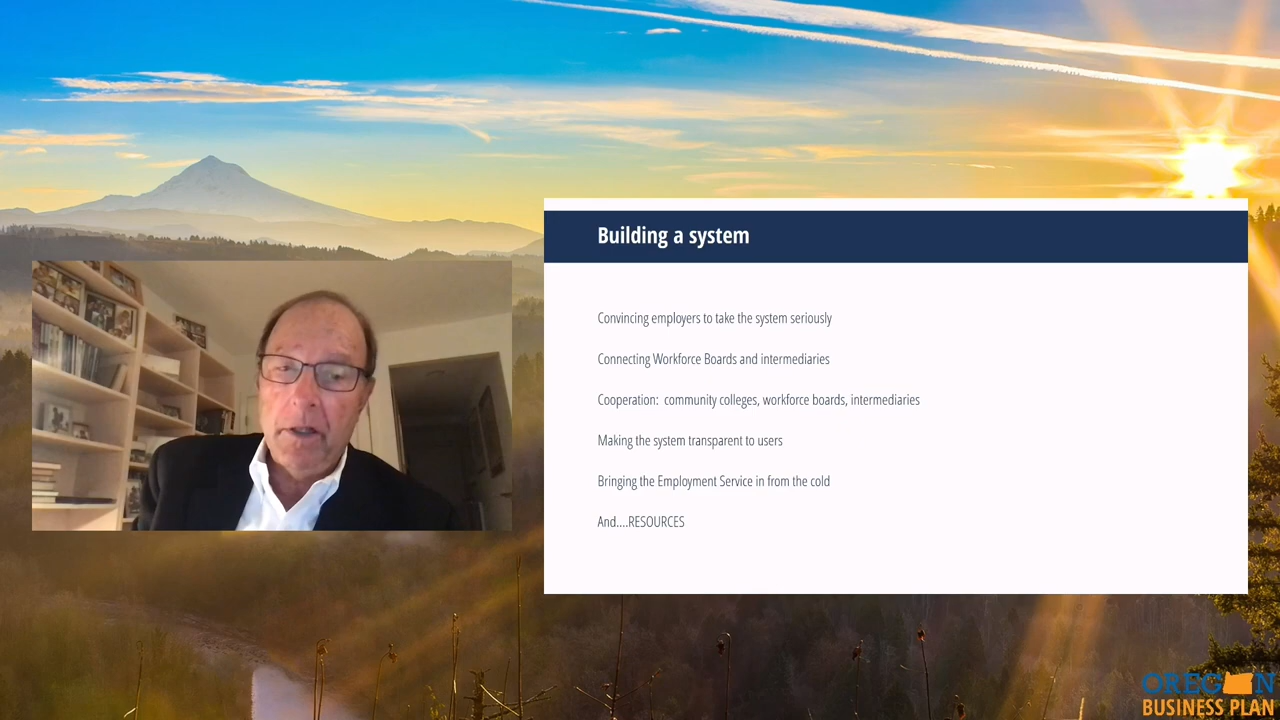 Building a system
Convincing employers to take the system seriously
Connecting Workforce Boards and intermediaries
Cooperation:  community colleges, workforce boards, intermediaries
Making the system transparent to users
Bringing the Employment Service in from the cold
And....RESOURCES
OREGON
BUSINESS PLAN